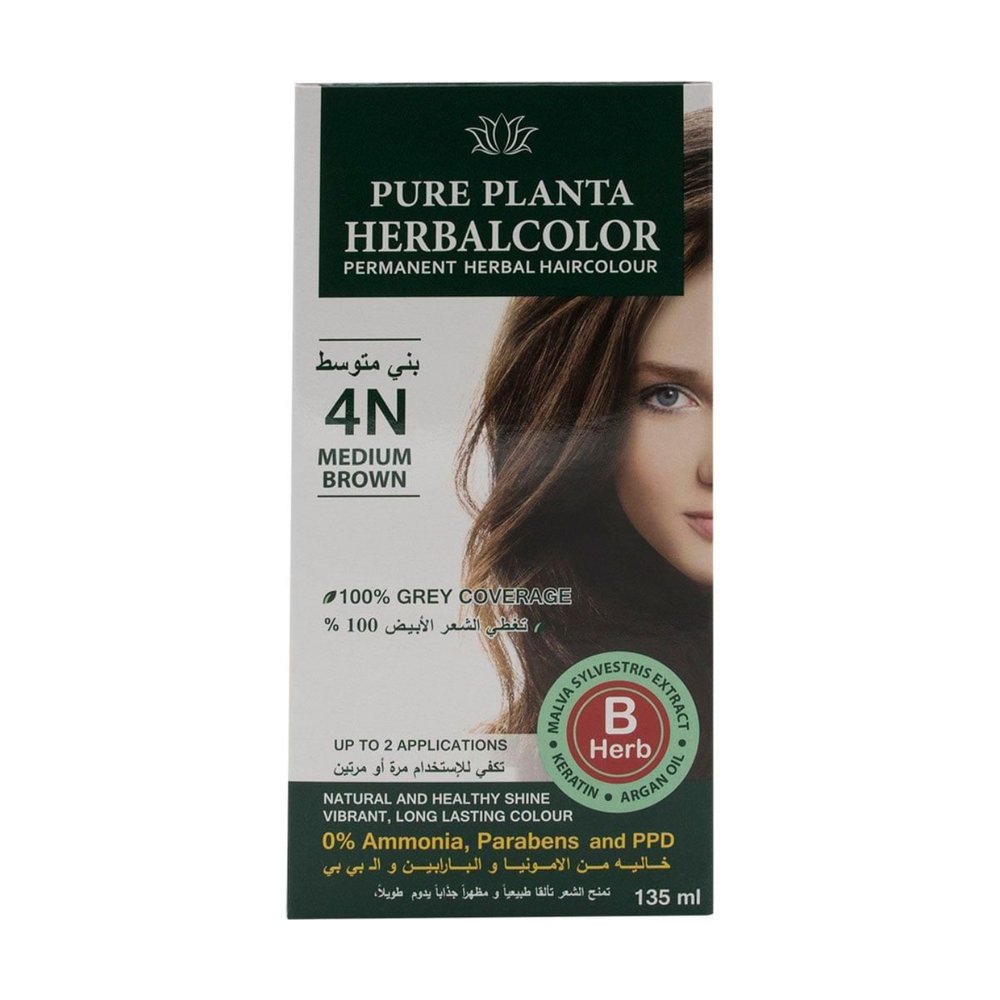 PURE PLANTA
HERBALCOLOR
PERMANENT HERBAL HAIRCOLOUR
بني متوسط
4N
MEDIUM
BROWN
100% GREY COVERAGE
تغطي الشعر الأبيض 100 %
MALVA SYLVESTRIS EXTRACT • ARGAN OIL • KERATIN •
B
Herb
UP TO 2 APPLICATIONS
تكفي للإستخدام مرة أو مرتين
NATURAL AND HEALTHY SHINE
VIBRANT, LONG LASTING COLOUR
0% Ammonia, Parabens and PPD
خاليه من الامونيا و البارابين و الـ بي بي
تمنح الشعر تألقا طبيعياً و مظهراً جذاباً يدوم طويلاً،
135 ml